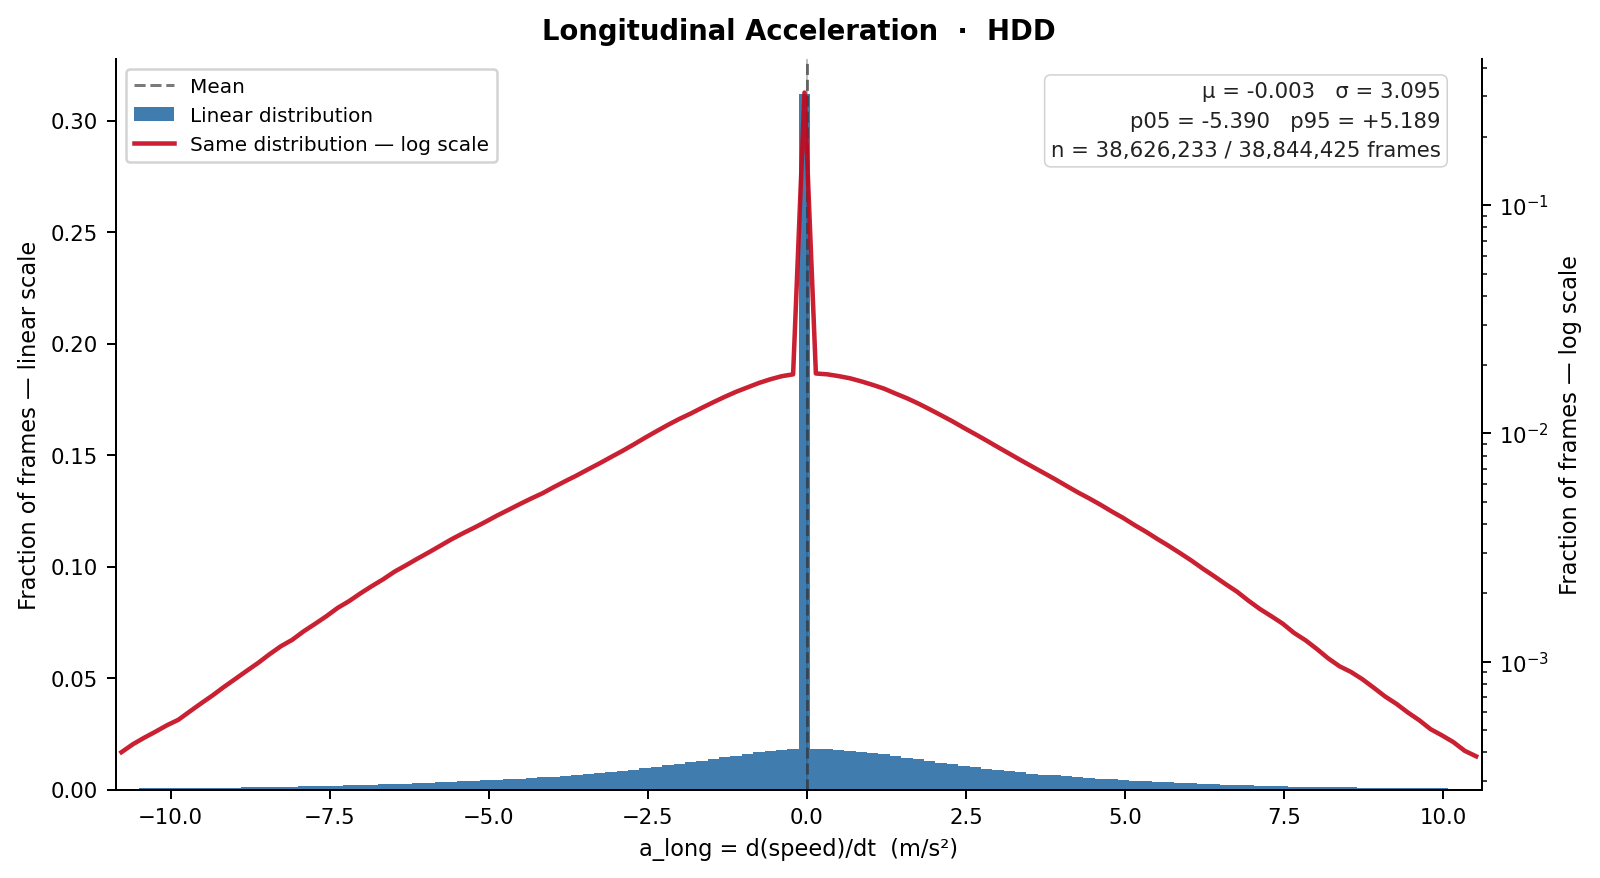 Longitudinal Acceleration · HDD
Mean
Linear distribution
Same distribution — log scale
μ = -0.003 σ = 3.095
p05 = -5.390 p95 = +5.189
n = 38,626,233 / 38,844,425 frames
Fraction of frames — linear scale
0.30
0.25
0.20
0.15
0.10
0.05
0.00
10⁻¹
10⁻²
10⁻³
Fraction of frames — log scale
−10.0 −7.5 −5.0 −2.5 0.0 2.5 5.0 7.5 10.0
a_long = d(speed)/dt (m/s²)